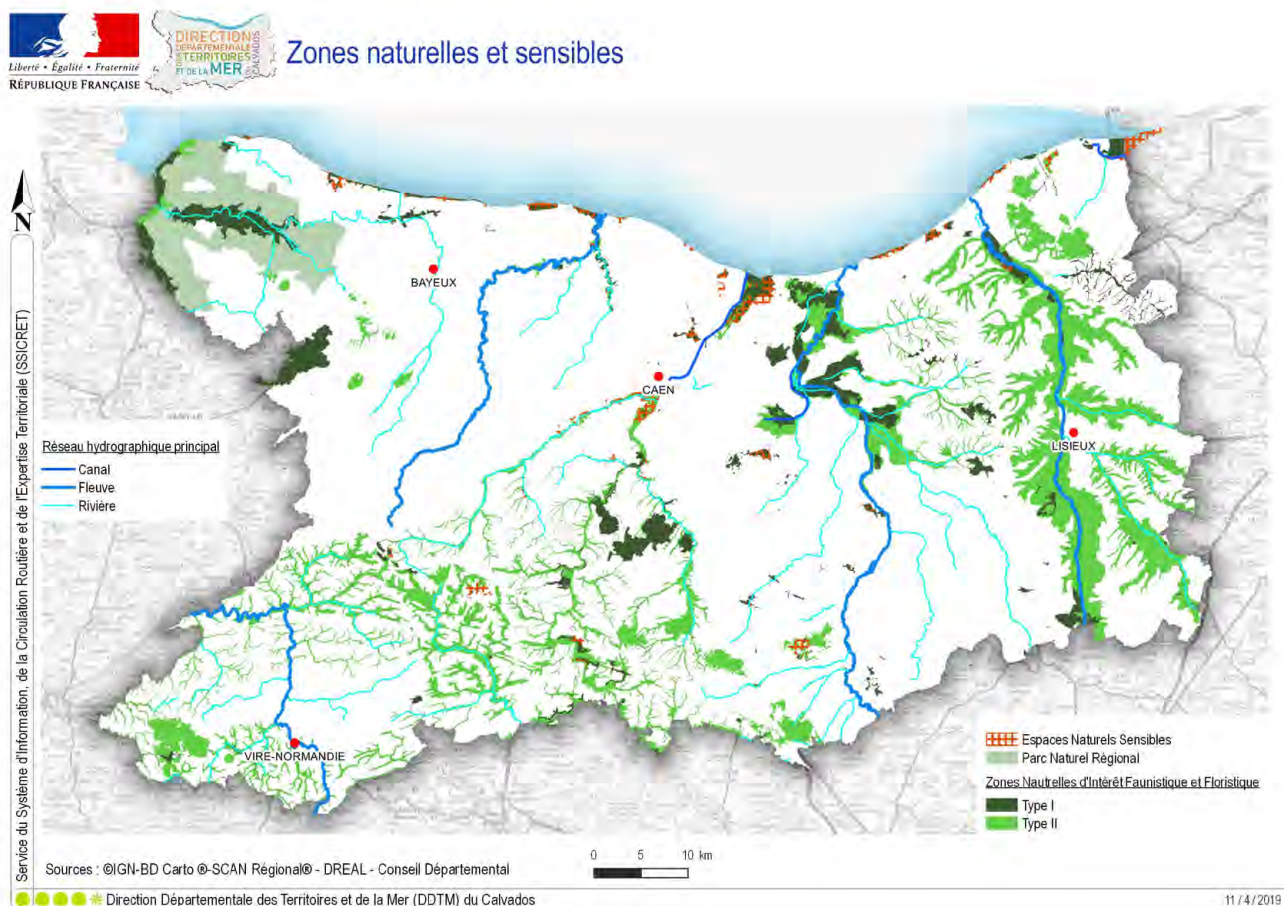 Liberté • Égalité • Fraternité
RÉPUBLIQUE FRANÇAISE
DIRECTION
DÉPARTEMENTALE
DES TERRITOIRES
ET DE LA MER
CALVADOS
Zones naturelles et sensibles
N
BAYEUX
CAEN
LISIEUX
VIRE-NORMANDIE
Réseau hydrographique principal
Canal
Fleuve
Rivière
Espaces Naturels Sensibles
Parc Naturel Régional
Zones Nautrelles d'Intérêt Faunistique et Floristique
Type I
Type II
0 5 10 km
Sources : ©IGN-BD Carto ®-SCAN Régional® - DREAL - Conseil Départemental
Service du Système d'Information, de la Circulation Routière et de l'Expertise Territoriale (SSICRET)
Direction Départementale des Territoires et de la Mer (DDTM) du Calvados
11 / 4 / 2019